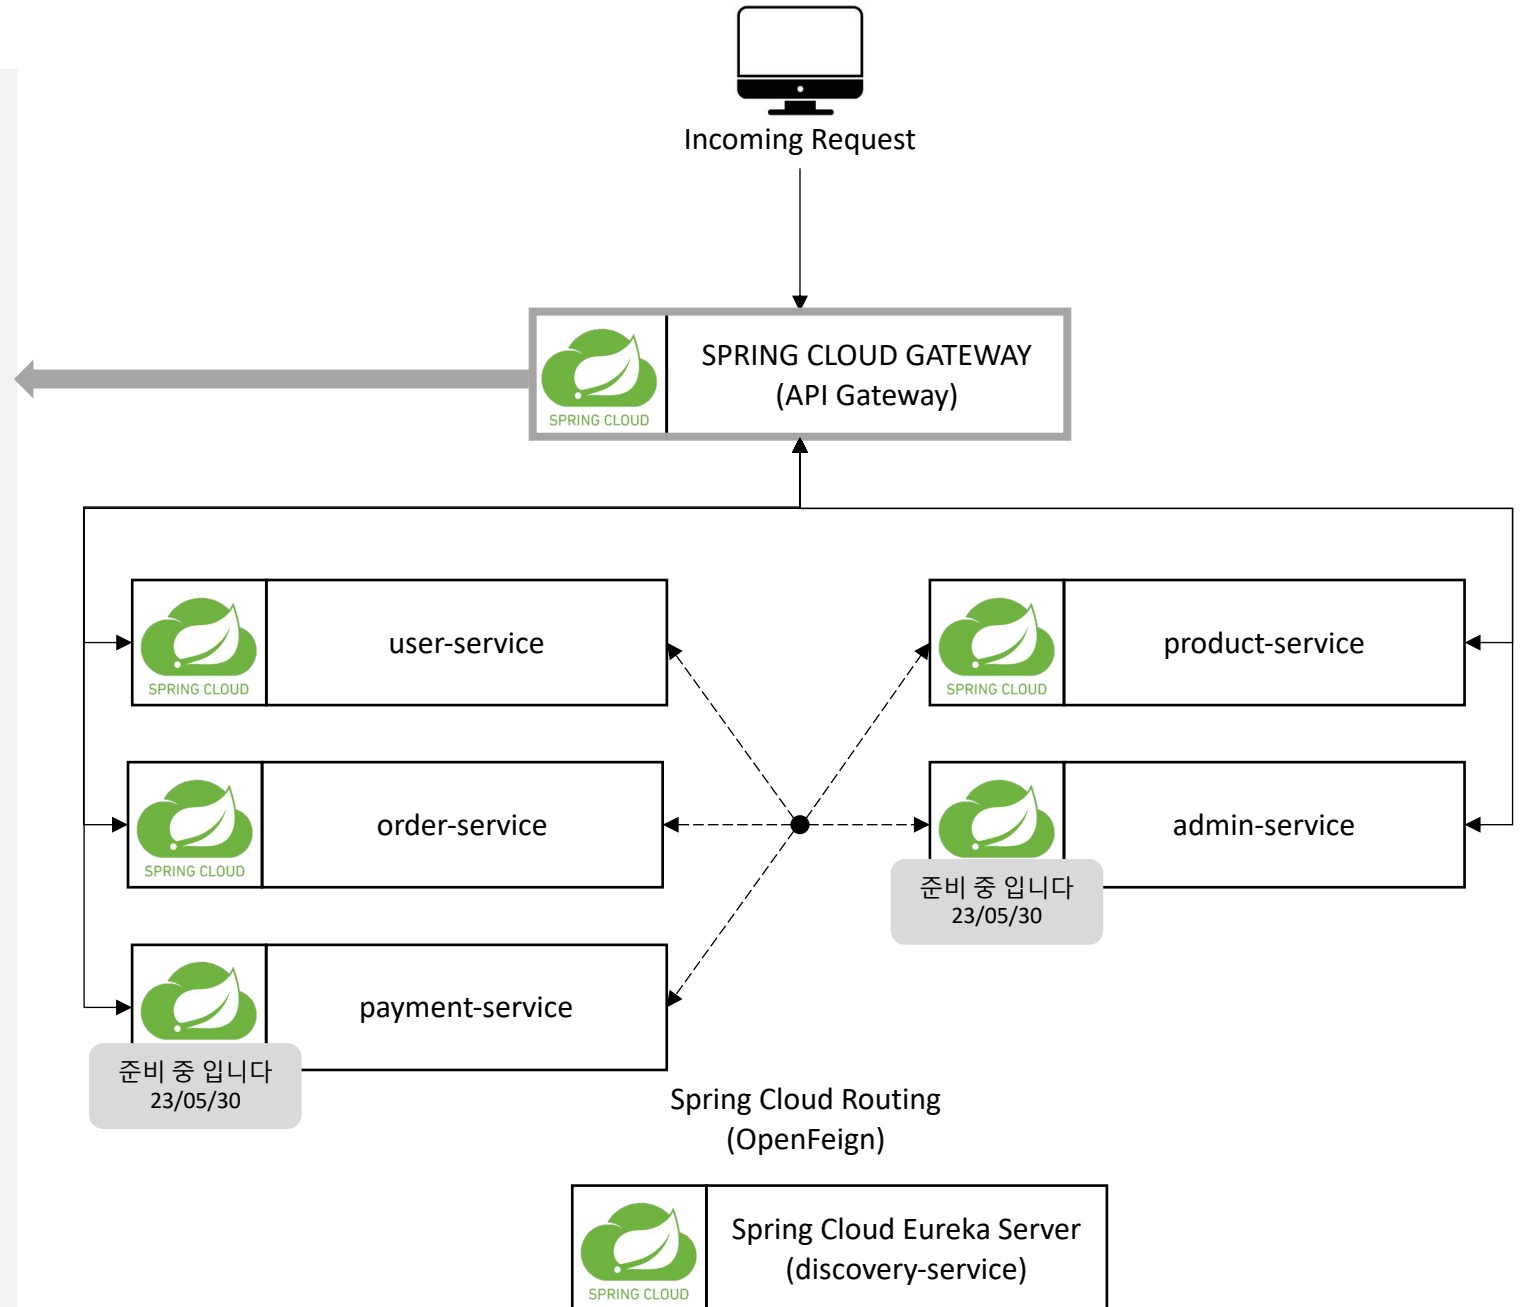 Incoming Request
SPRING CLOUD GATEWAY
(API Gateway)
SPRING CLOUD
user-service
SPRING CLOUD
product-service
SPRING CLOUD
order-service
SPRING CLOUD
admin-service
준비 중 입니다
23/05/30
payment-service
준비 중 입니다
23/05/30
Spring Cloud Routing
(OpenFeign)
Spring Cloud Eureka Server
(discovery-service)
SPRING CLOUD